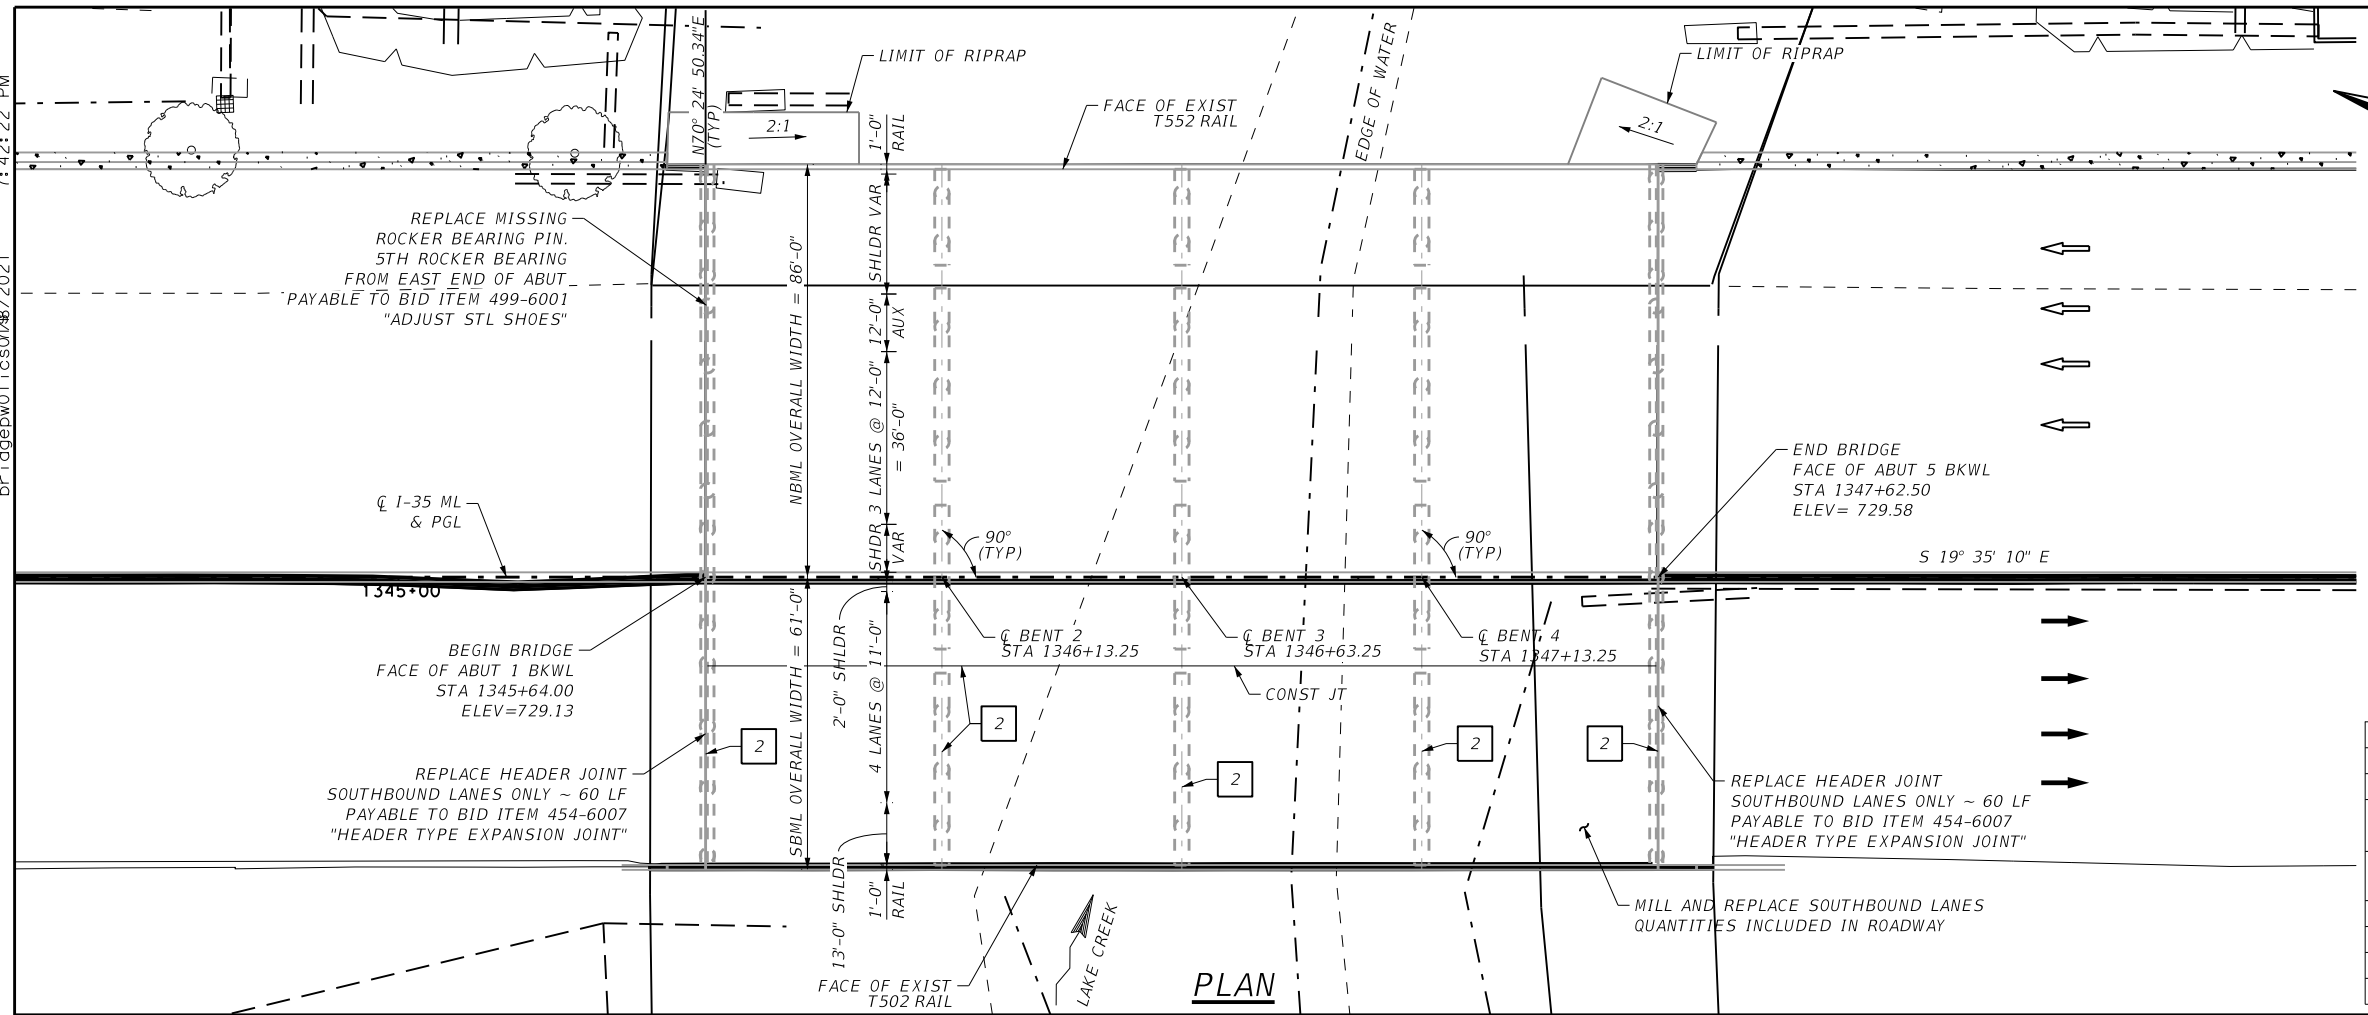 7:42:22 PM
N70° 24' 50.34"E
(TYP)
LIMIT OF RIPRAP
2:1
1'-0"
RAIL
FACE OF EXIST
T552 RAIL
EDGE OF WATER
LIMIT OF RIPRAP
2:1
REPLACE MISSING
ROCKER BEARING PIN.
5TH ROCKER BEARING
FROM EAST END OF ABUT
PAYABLE TO BID ITEM 499-6001
"ADJUST STL SHOES"
NBML OVERALL WIDTH = 86'-0"
SHLDR VAR
12'-0"
AUX
3 LANES @ 12'-0"
= 36'-0"
SHDR
VAR
℄ I-35 ML
& PGL
90°
(TYP)
90°
(TYP)
END BRIDGE
FACE OF ABUT 5 BKWL
STA 1347+62.50
ELEV= 729.58
S 19° 35' 10" E
1345+00
BEGIN BRIDGE
FACE OF ABUT 1 BKWL
STA 1345+64.00
ELEV=729.13
SBML OVERALL WIDTH = 61'-0"
2'-0" SHLDR
4 LANES @ 11'-0"
℄ BENT 2
STA 1346+13.25
℄ BENT 3
STA 1346+63.25
℄ BENT 4
STA 1347+13.25
CONST JT
2
2
2
2
2
REPLACE HEADER JOINT
SOUTHBOUND LANES ONLY ~ 60 LF
PAYABLE TO BID ITEM 454-6007
"HEADER TYPE EXPANSION JOINT"
REPLACE HEADER JOINT
SOUTHBOUND LANES ONLY ~ 60 LF
PAYABLE TO BID ITEM 454-6007
"HEADER TYPE EXPANSION JOINT"
13'-0" SHLDR
1'-0"
RAIL
MILL AND REPLACE SOUTHBOUND LANES
QUANTITIES INCLUDED IN ROADWAY
FACE OF EXIST
T502 RAIL
LAKE CREEK
PLAN